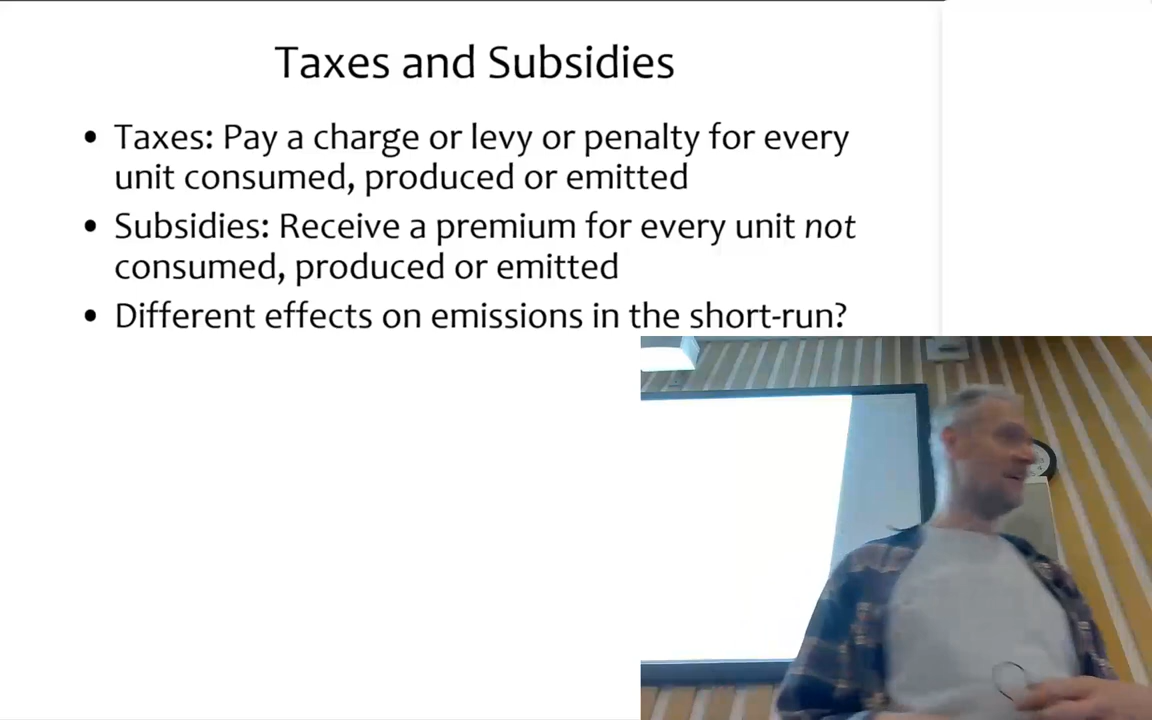 Taxes and Subsidies
• Taxes: Pay a charge or levy or penalty for every
unit consumed, produced or emitted
• Subsidies: Receive a premium for every unit not
consumed, produced or emitted
• Different effects on emissions in the short-run?